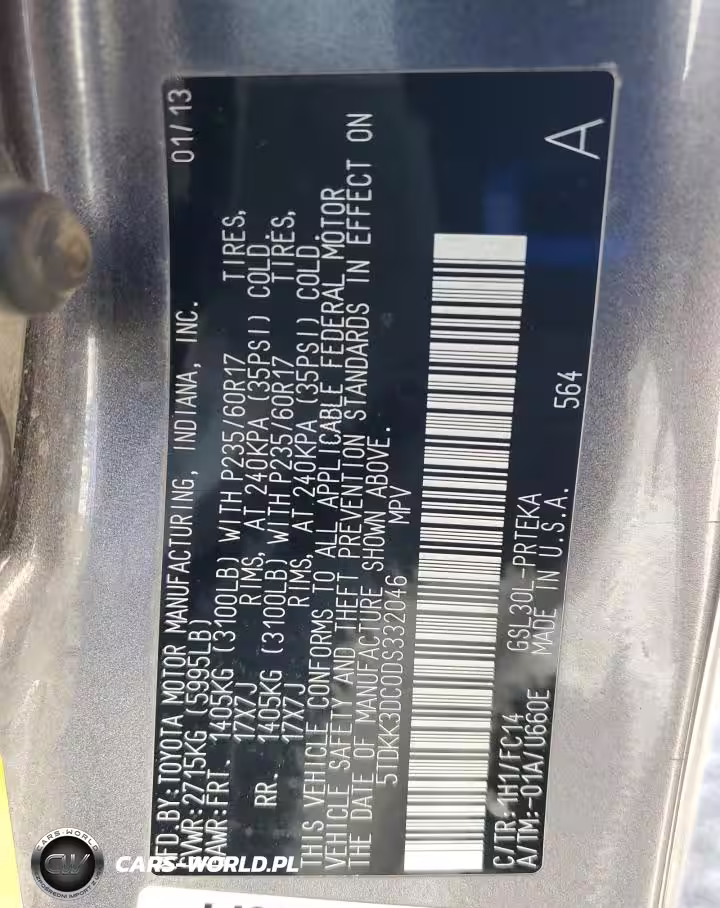 MFD.BY:TOYOTA MOTOR MANUFACTURING, INDIANA, INC. 01/13
GVWR:2715KG (5995LB)
GAWR:FRT. 1405KG (3100LB) WITH P235/60R17 TIRES,
17X7J RIMS, AT 240KPA (35PSI) COLD.
RR. 1405KG (3100LB) WITH P235/60R17 TIRES,
17X7J RIMS, AT 240KPA (35PSI) COLD.
THIS VEHICLE CONFORMS TO ALL APPLICABLE FEDERAL MOTOR
VEHICLE SAFETY AND THEFT PREVENTION STANDARDS IN EFFECT ON
THE DATE OF MANUFACTURE SHOWN ABOVE.
5TDKK3DC0DS332046 MPV
C/TR:1H1/FC14 GSL30L-PRTEKA
A/TM:-01A/U660E MADE IN U.S.A. 564
A
CARS-WORLD
CW
CARS-WORLD.PL